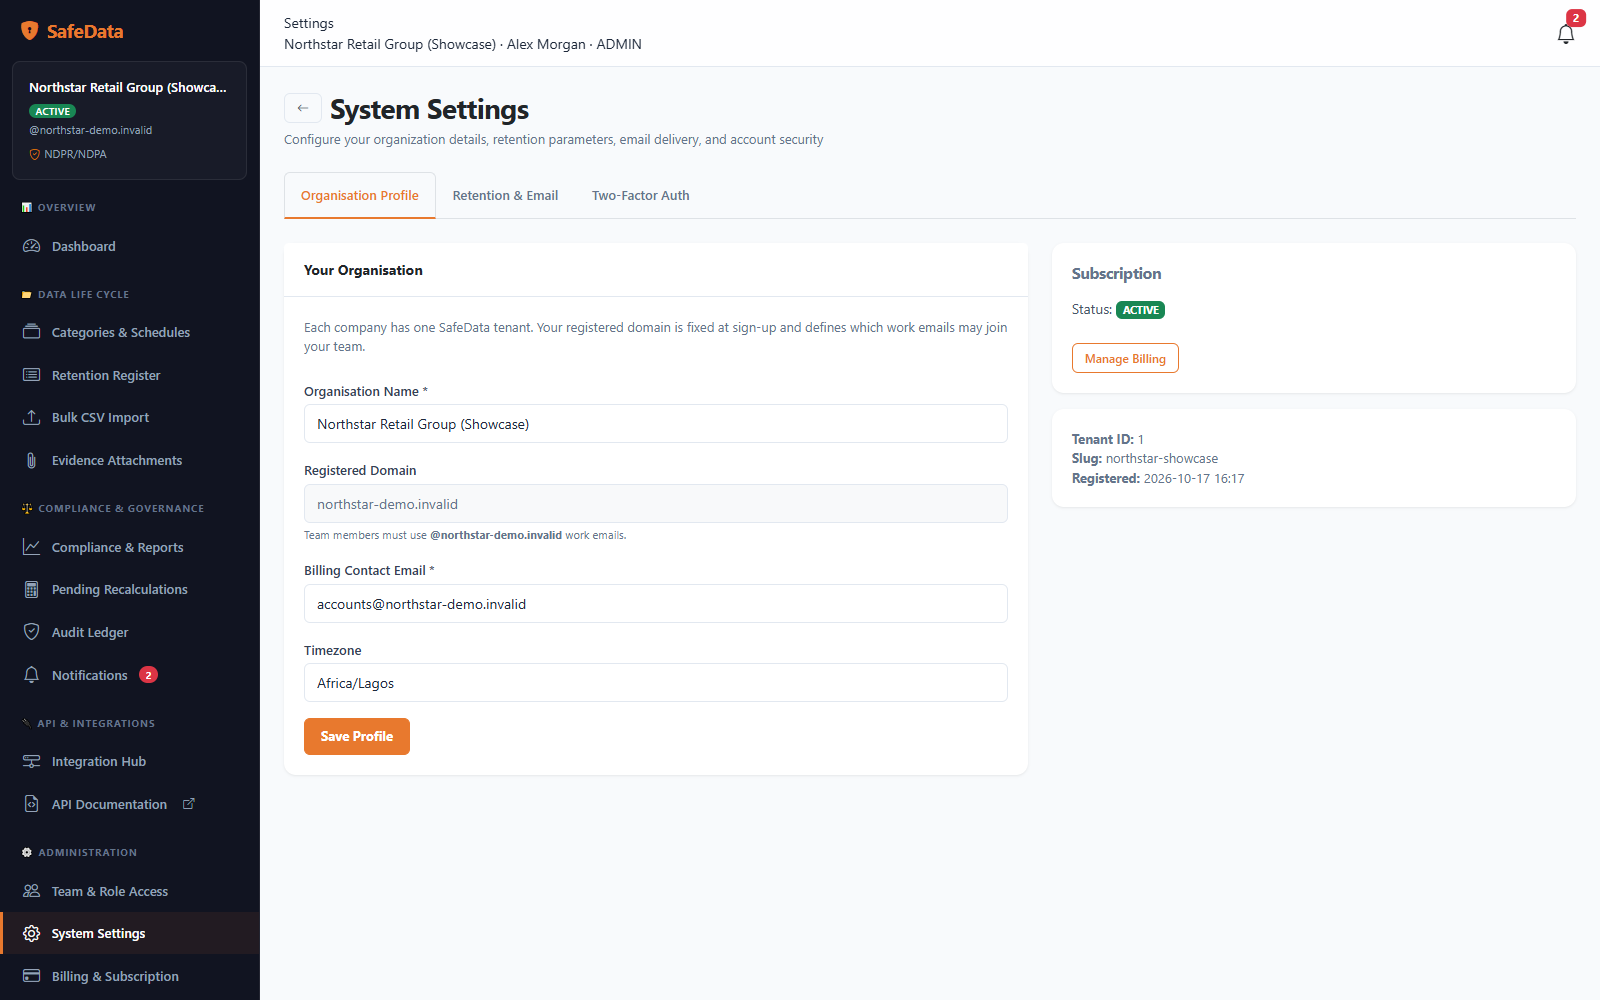 SafeData
Northstar Retail Group (Showca...
ACTIVE
@northstar-demo.invalid
NDPR/NDPA
OVERVIEW
Dashboard
DATA LIFE CYCLE
Categories & Schedules
Retention Register
Bulk CSV Import
Evidence Attachments
COMPLIANCE & GOVERNANCE
Compliance & Reports
Pending Recalculations
Audit Ledger
Notifications 2
API & INTEGRATIONS
Integration Hub
API Documentation
ADMINISTRATION
Team & Role Access
System Settings
Billing & Subscription
Settings
Northstar Retail Group (Showcase) · Alex Morgan · ADMIN
2
System Settings
Configure your organization details, retention parameters, email delivery, and account security
Organisation Profile
Retention & Email
Two-Factor Auth
Your Organisation
Each company has one SafeData tenant. Your registered domain is fixed at sign-up and defines which work emails may join
your team.
Organisation Name *
Northstar Retail Group (Showcase)
Registered Domain
northstar-demo.invalid
Team members must use @northstar-demo.invalid work emails.
Billing Contact Email *
accounts@northstar-demo.invalid
Timezone
Africa/Lagos
Save Profile
Subscription
Status: ACTIVE
Manage Billing
Tenant ID: 1
Slug: northstar-showcase
Registered: 2026-10-17 16:17